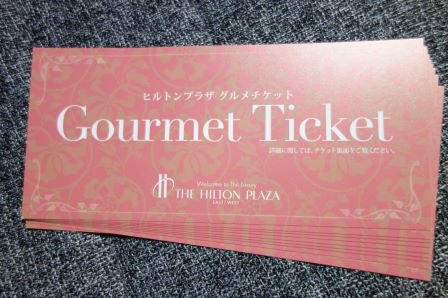 ヒルトンプラザ グルメチケット
Gourmet Ticket
詳細に関しては、チケット裏面をご覧ください。
Welcome to The Luxury
THE HILTON PLAZA
EAST / WEST